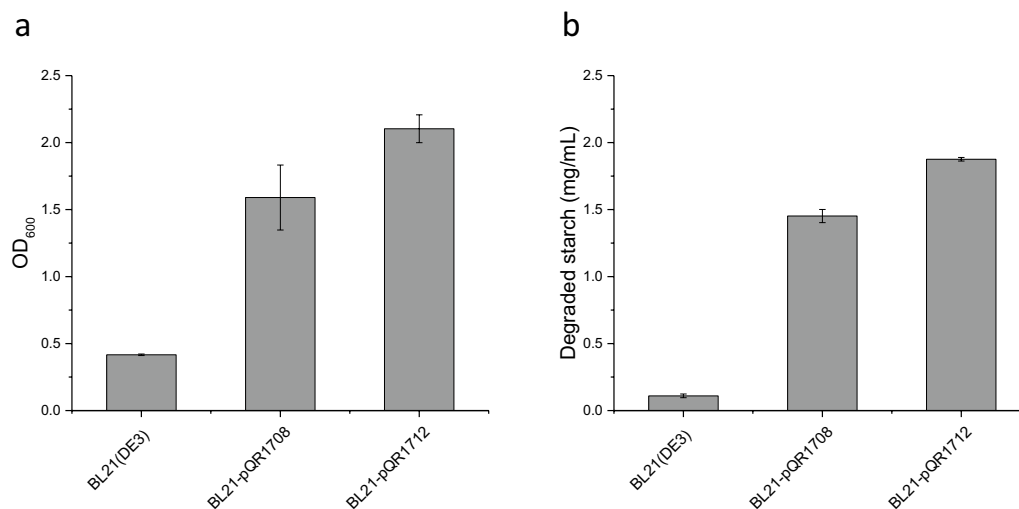 a
2.5
2.0
1.5
1.0
0.5
0.0
OD600
BL21(DE3)
BL21-pQR1708
BL21-pQR1712
b
2.5
2.0
1.5
1.0
0.5
0.0
Degraded starch (mg/mL)
BL21(DE3)
BL21-pQR1708
BL21-pQR1712